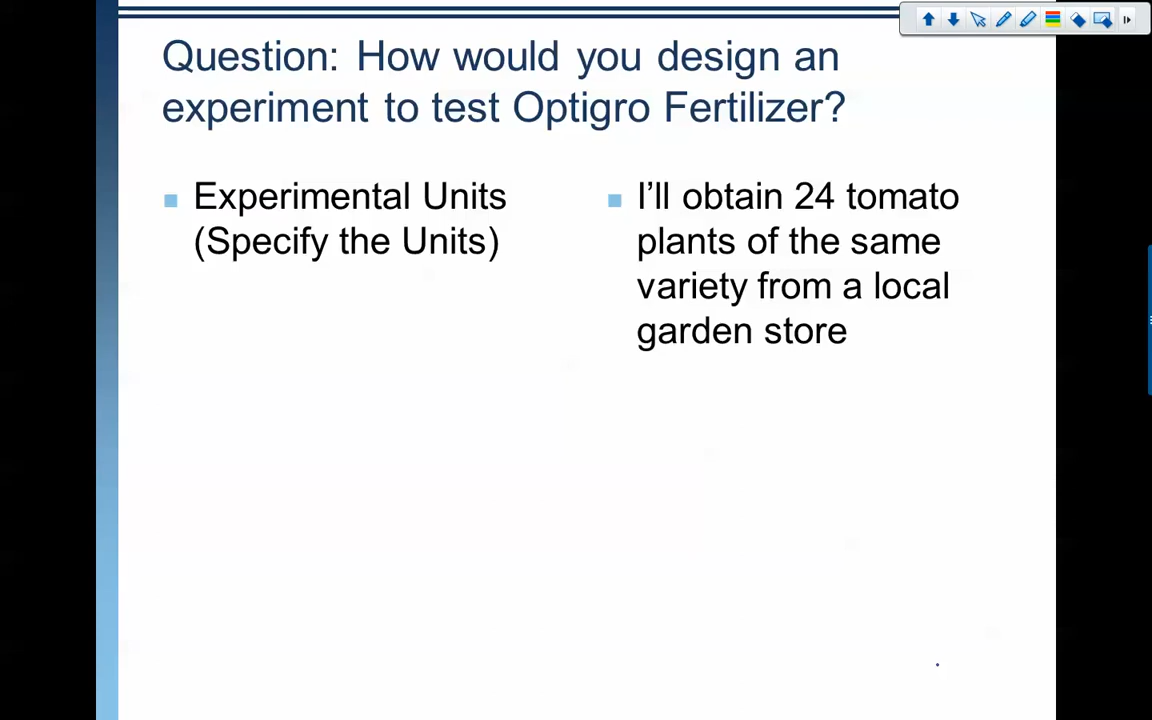 Question: How would you design an
experiment to test Optigro Fertilizer?
Experimental Units
(Specify the Units)
I’ll obtain 24 tomato
plants of the same
variety from a local
garden store